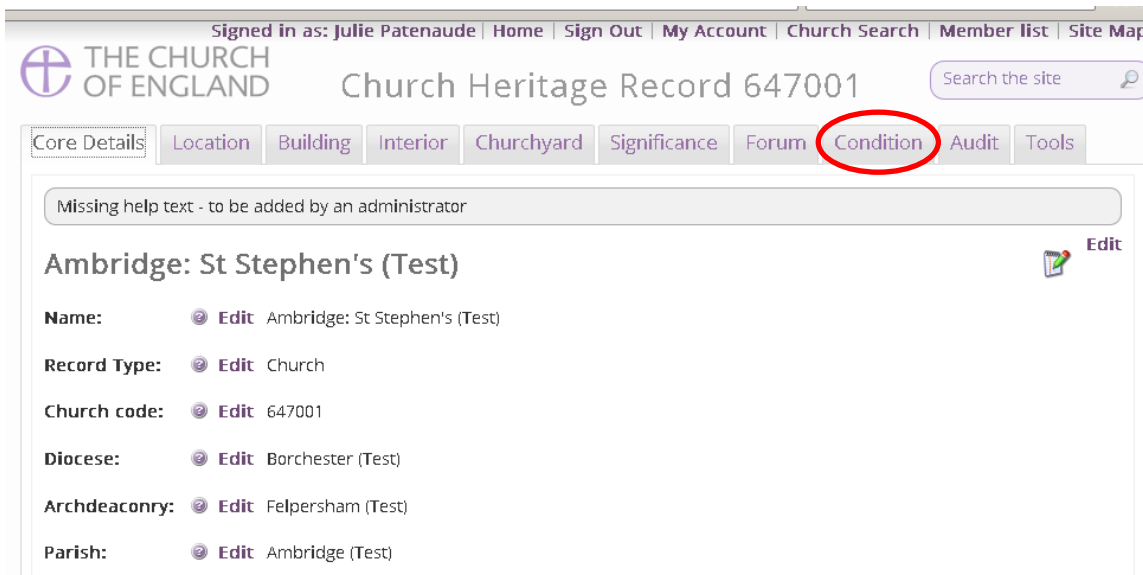 Signed in as: Julie Patenaude | Home | Sign Out | My Account | Church Search | Member list | Site Map
THE CHURCH
OF ENGLAND
Church Heritage Record 647001
Search the site
Core Details Location Building Interior Churchyard Significance Forum Condition Audit Tools
Missing help text - to be added by an administrator
Edit
Ambridge: St Stephen's (Test)
Name: Edit Ambridge: St Stephen's (Test)
Record Type: Edit Church
Church code: Edit 647001
Diocese: Edit Borchester (Test)
Archdeaconry: Edit Felpersham (Test)
Parish: Edit Ambridge (Test)